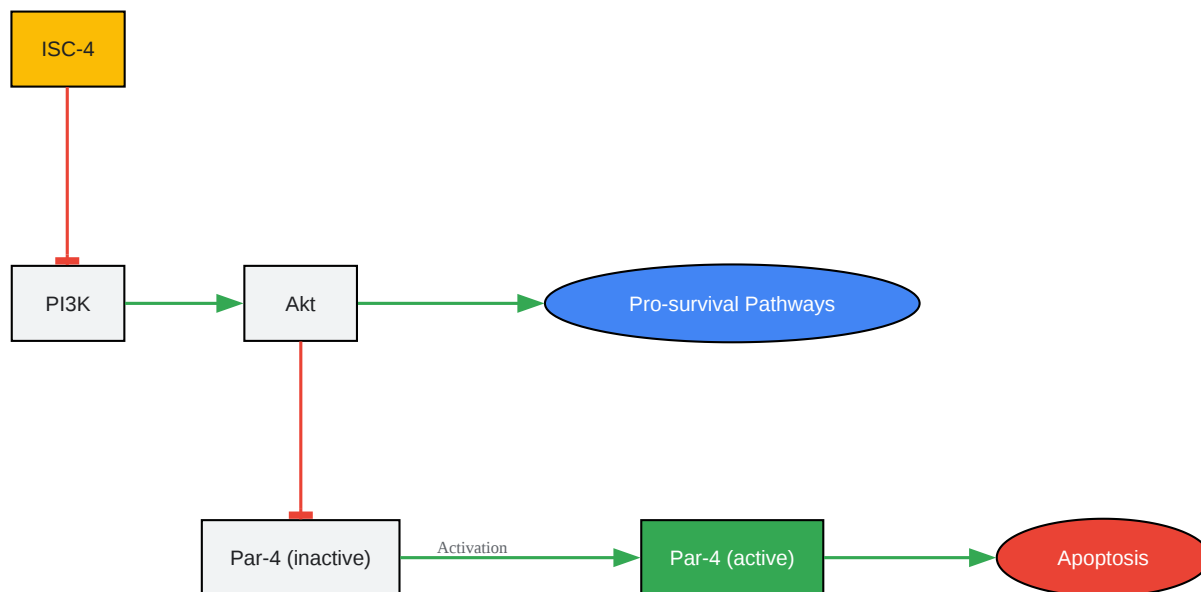 ISC-4
PI3K
Akt
Pro-survival Pathways
Par-4 (inactive)
Activation
Par-4 (active)
Apoptosis